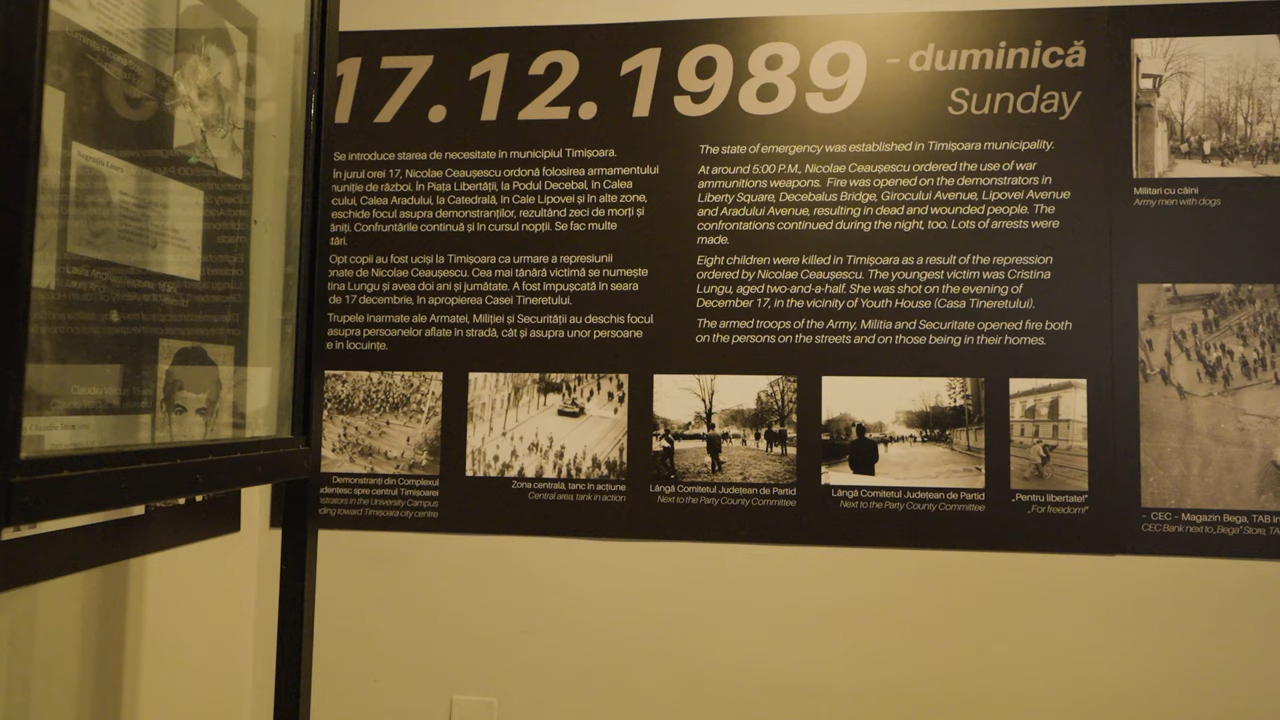 17.12.1989 - duminică
Sunday
Se introduce starea de necesitate în municipiul Timișoara.
În jurul orei 17, Nicolae Ceaușescu ordonă folosirea armamentului
muniție de război. În Piața Libertății, la Podul Decebal, în Calea
cului, Calea Aradului, la Catedrală, în Cale Lipovei și în alte zone,
eschide focul asupra demonstranților, rezultând zeci de morți și
ăniți. Confruntările continuă și în cursul nopții. Se fac multe
tări.
Opt copii au fost uciși la Timișoara ca urmare a represiunii
onate de Nicolae Ceaușescu. Cea mai tânără victimă se numește
tina Lungu și avea doi ani și jumătate. A fost împușcată în seara
de 17 decembrie, în apropierea Casei Tineretului.
Trupele înarmate ale Armatei, Miliției și Securității au deschis focul
asupra persoanelor aflate în stradă, cât și asupra unor persoane
e în locuințe.
The state of emergency was established in Timișoara municipality.
At around 5:00 P.M., Nicolae Ceaușescu ordered the use of war
ammunitions weapons. Fire was opened on the demonstrators in
Liberty Square, Decebalus Bridge, Girocului Avenue, Lipovei Avenue
and Aradului Avenue, resulting in dead and wounded people. The
confrontations continued during the night, too. Lots of arrests were
made.
Eight children were killed in Timișoara as a result of the repression
ordered by Nicolae Ceaușescu. The youngest victim was Cristina
Lungu, aged two-and-a-half. She was shot on the evening of
December 17, in the vicinity of Youth House (Casa Tineretului).
The armed troops of the Army, Militia and Securitate opened fire both
on the persons on the streets and on those being in their homes.
Demonstranți din Complexul
dențesc spre centrul Timișoarei
strators in the University Campus
ding toward Timișoara city centre
Zona centrală, tanc în acțiune
Central area, tank in action
Lângă Comitetul Județean de Partid
Next to the Party County Committee
Lângă Comitetul Județean de Partid
Next to the Party County Committee
„Pentru libertate!"
„For freedom!"
Militari cu câini
Army men with dogs
- CEC - Magazin Bega, TAB în
CEC Bank next to „Bega" Store, TA